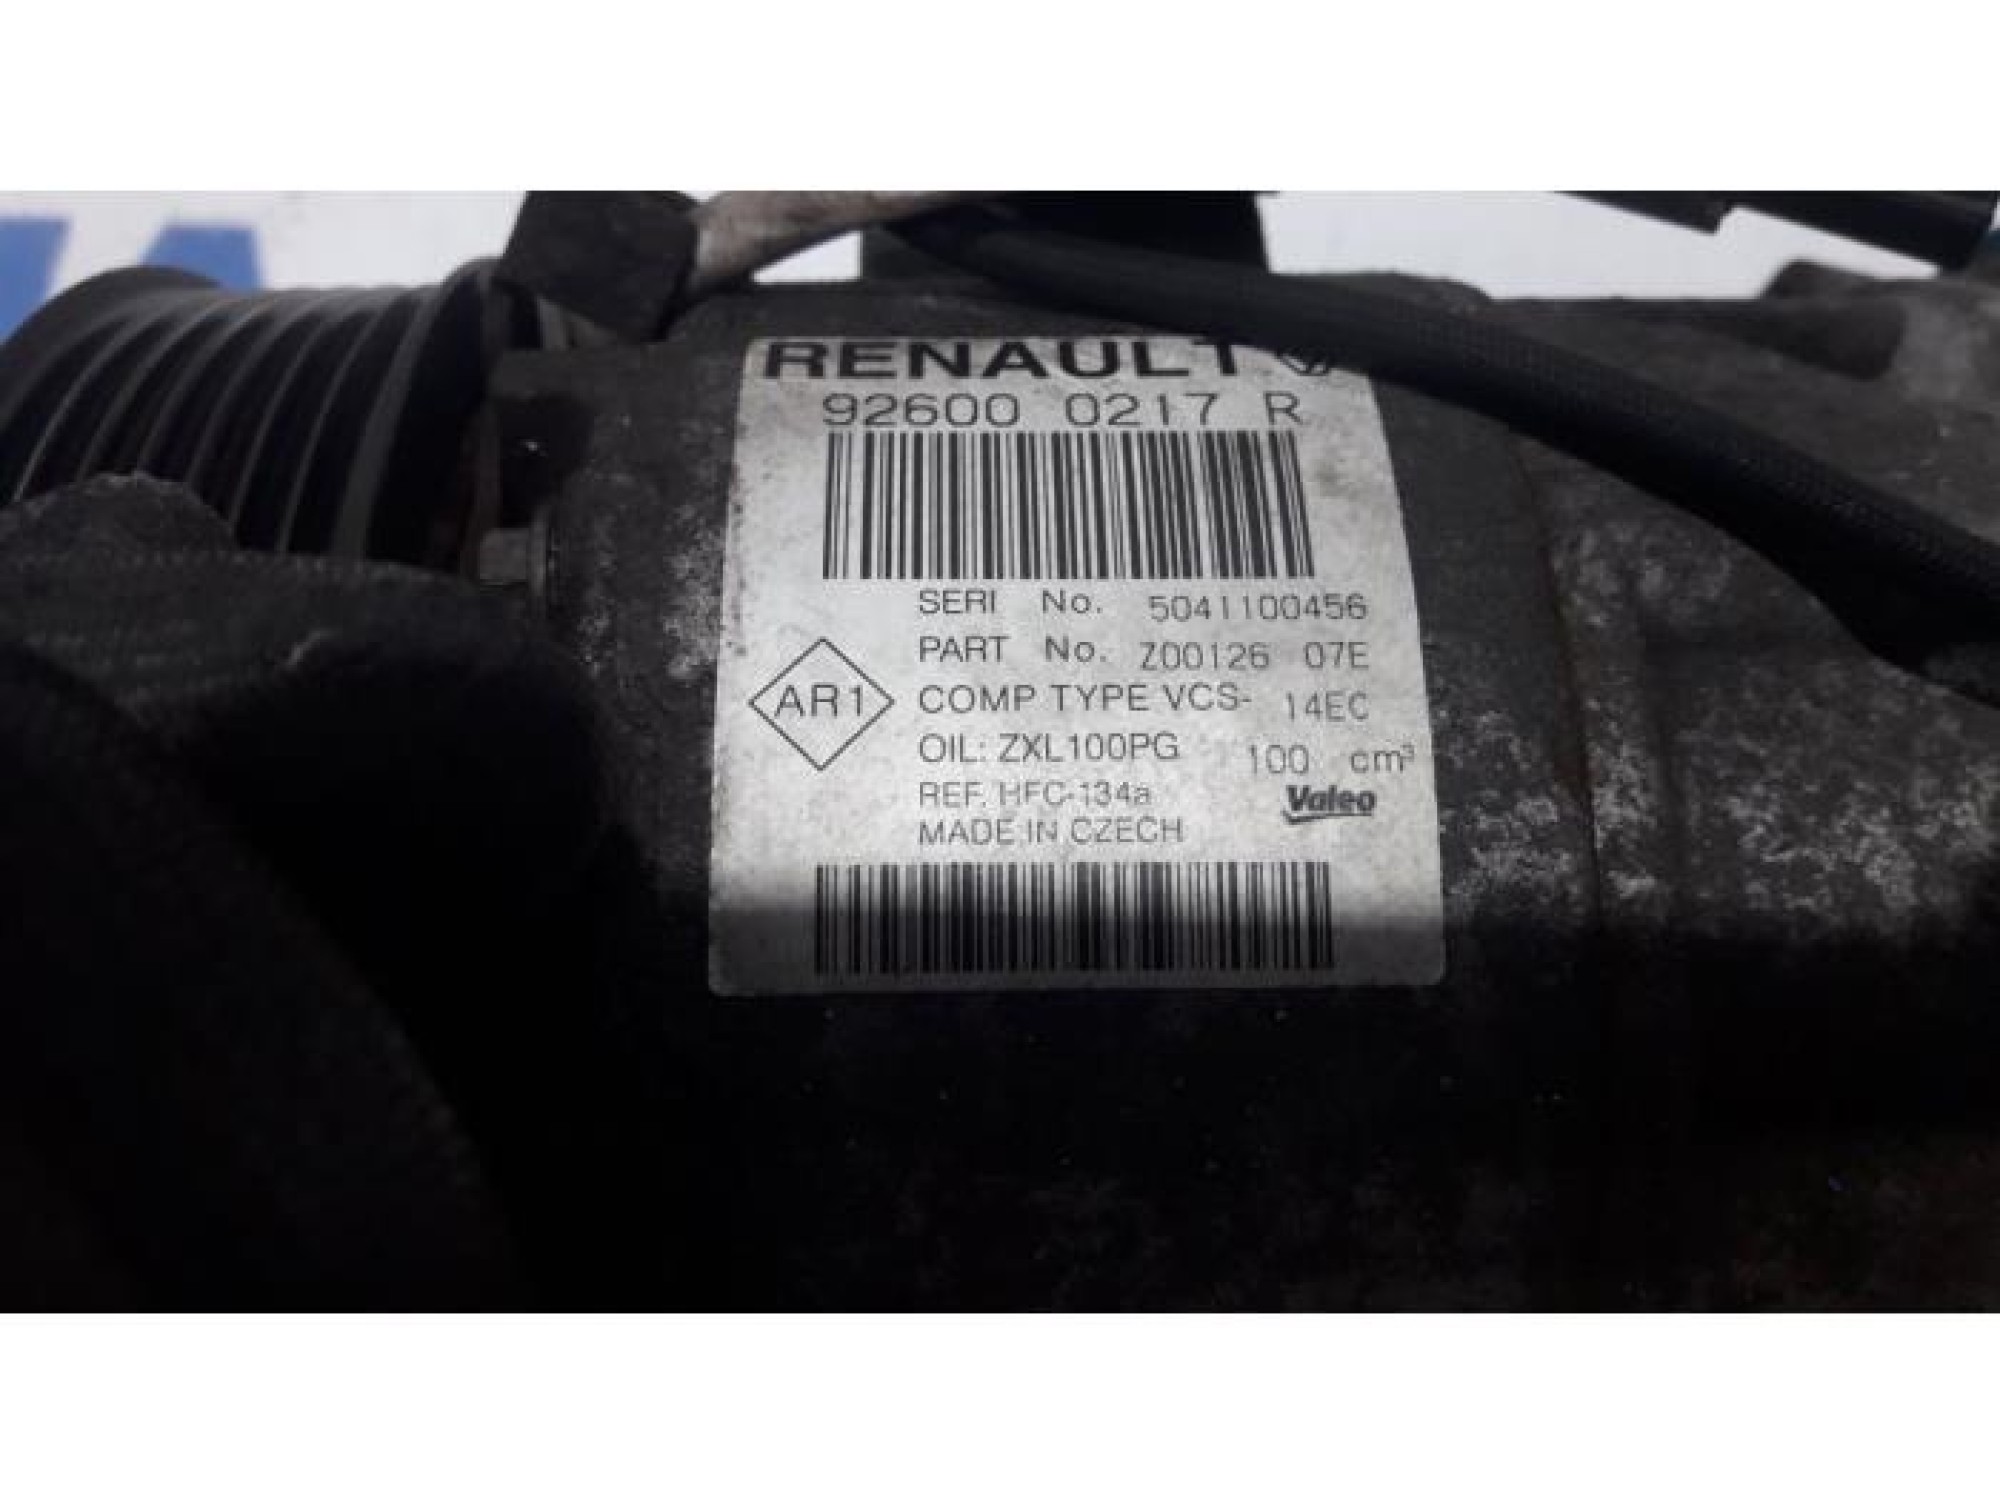 RENAULT
92600 0217 R
SERI No. 5041100456
PART No. Z00126 07E
AR1
COMP TYPE VCS- 14EC
OIL: ZXL100PG 100 cm³
REF. HFC-134a
Valeo
MADE IN CZECH